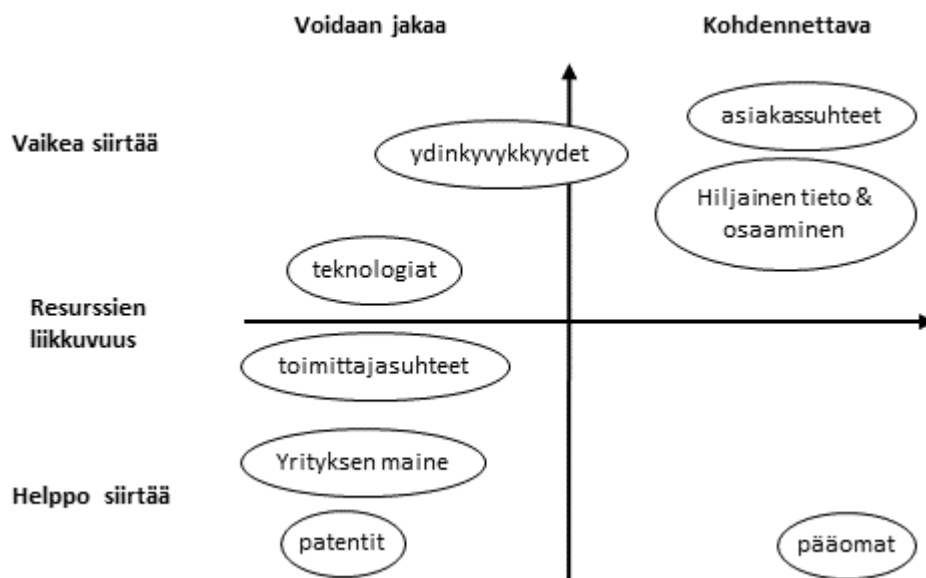 Voidaan jakaa
Kohdennettava
Vaikea siirtää
asiakassuhteet
ydinkyvykkyydet
Hiljainen tieto &
osaaminen
teknologiat
Resurssien
liikkuvuus
toimittajasuhteet
Yrityksen maine
Helppo siirtää
patentit
pääomat